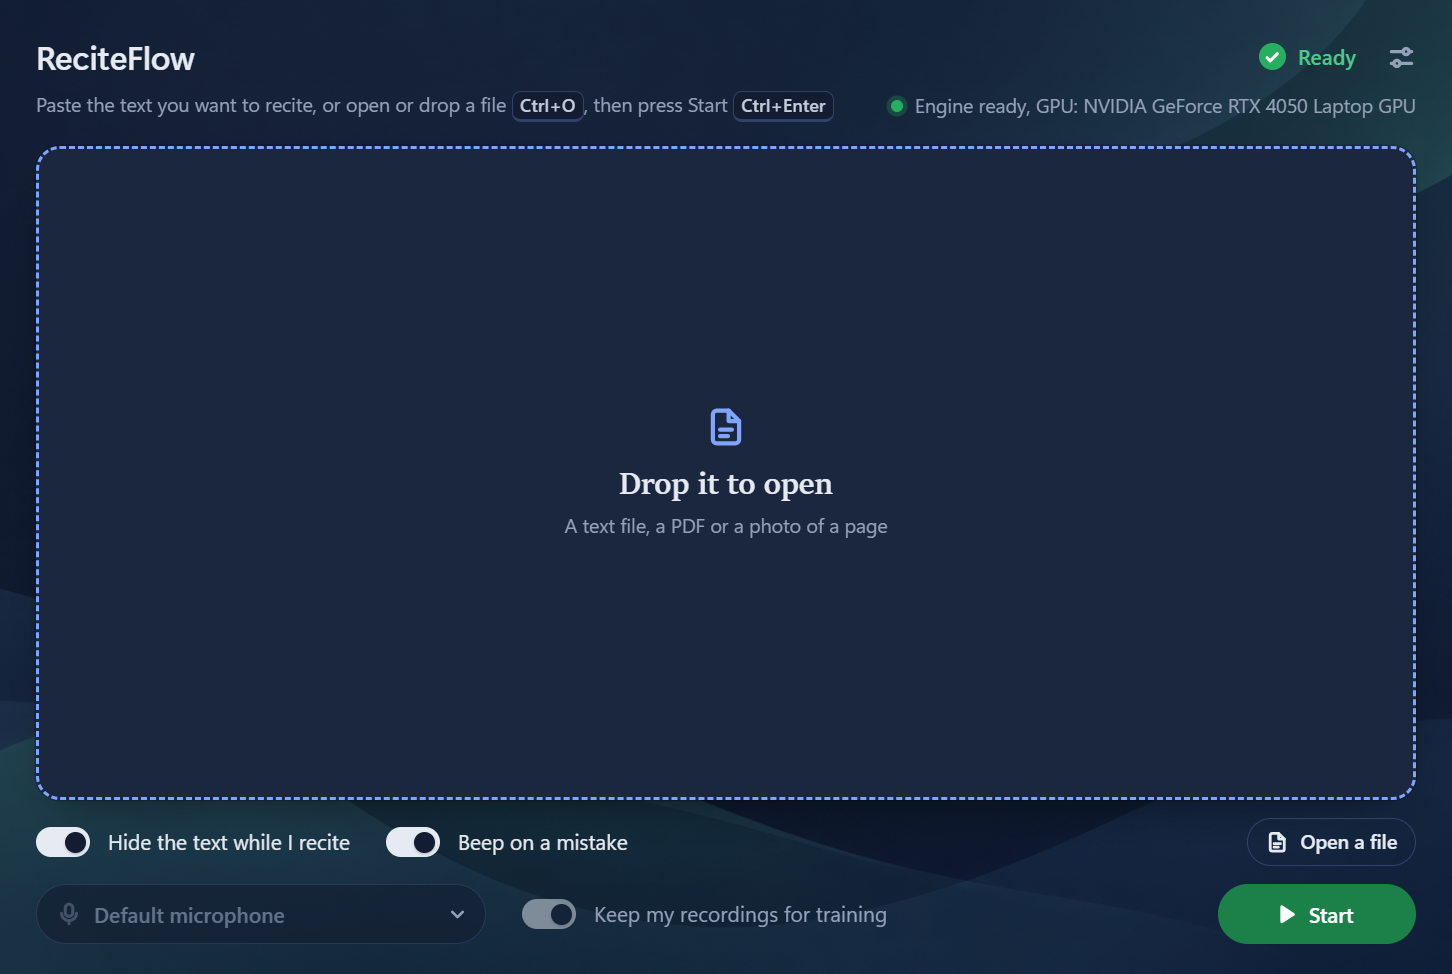 ReciteFlow
Ready
Paste the text you want to recite, or open or drop a file Ctrl+O, then press Start Ctrl+Enter
Engine ready, GPU: NVIDIA GeForce RTX 4050 Laptop GPU
Drop it to open
A text file, a PDF or a photo of a page
Hide the text while I recite
Beep on a mistake
Open a file
Default microphone
Keep my recordings for training
Start